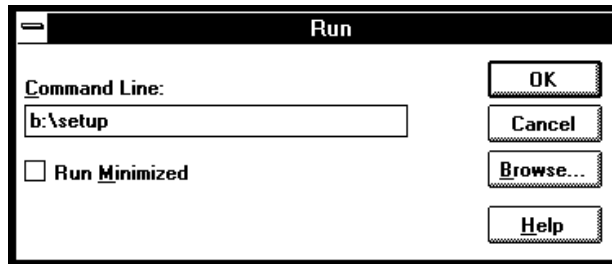 Run
Command Line:
b:\setup
Run Minimized
OK
Cancel
Browse...
Help